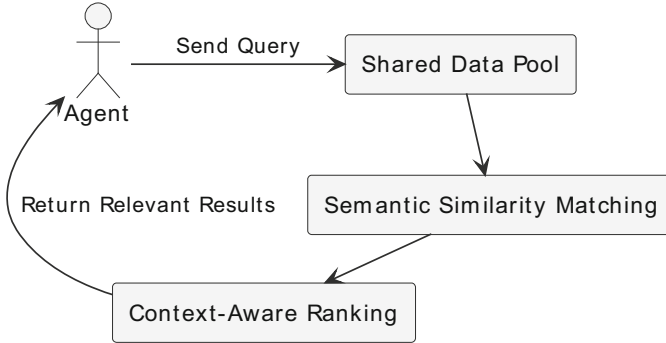 Send Query
Shared Data Pool
Agent
Semantic Similarity Matching
Return Relevant Results
Context-Aware Ranking